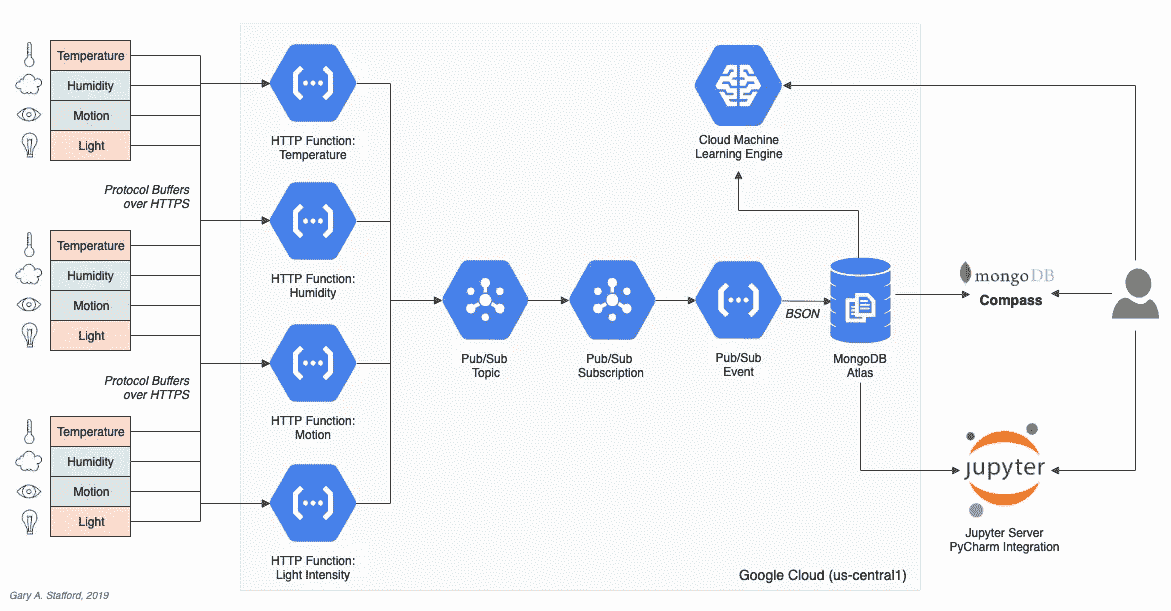 Temperature
Humidity
Motion
Light
Protocol Buffers
over HTTPS
Temperature
Humidity
Motion
Light
Protocol Buffers
over HTTPS
Temperature
Humidity
Motion
Light
HTTP Function:
Temperature
HTTP Function:
Humidity
HTTP Function:
Motion
HTTP Function:
Light Intensity
Pub/Sub
Topic
Pub/Sub
Subscription
Pub/Sub
Event
BSON
MongoDB
Atlas
Cloud Machine
Learning Engine
mongoDB
Compass
jupyter
Jupyter Server
PyCharm Integration
Google Cloud (us-central1)
Gary A. Stafford, 2019